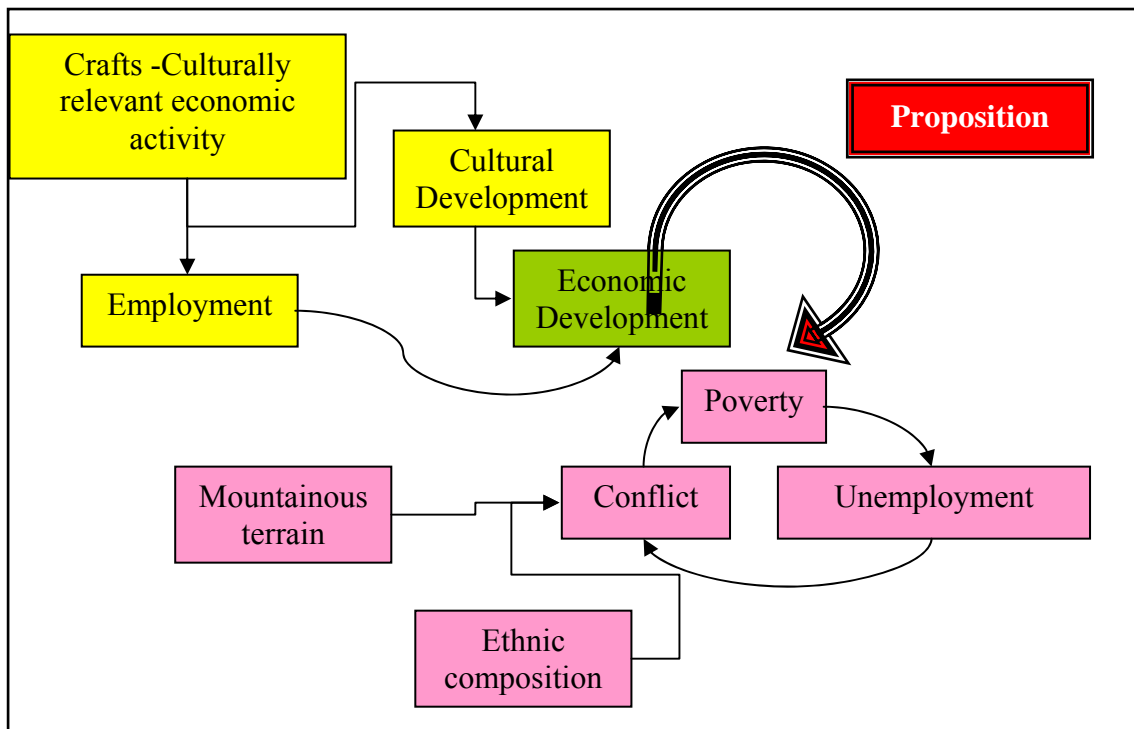 Crafts -Culturally
relevant economic
activity
Proposition
Cultural
Development
Employment
Economic
Development
Poverty
Mountainous
terrain
Conflict
Unemployment
Ethnic
composition